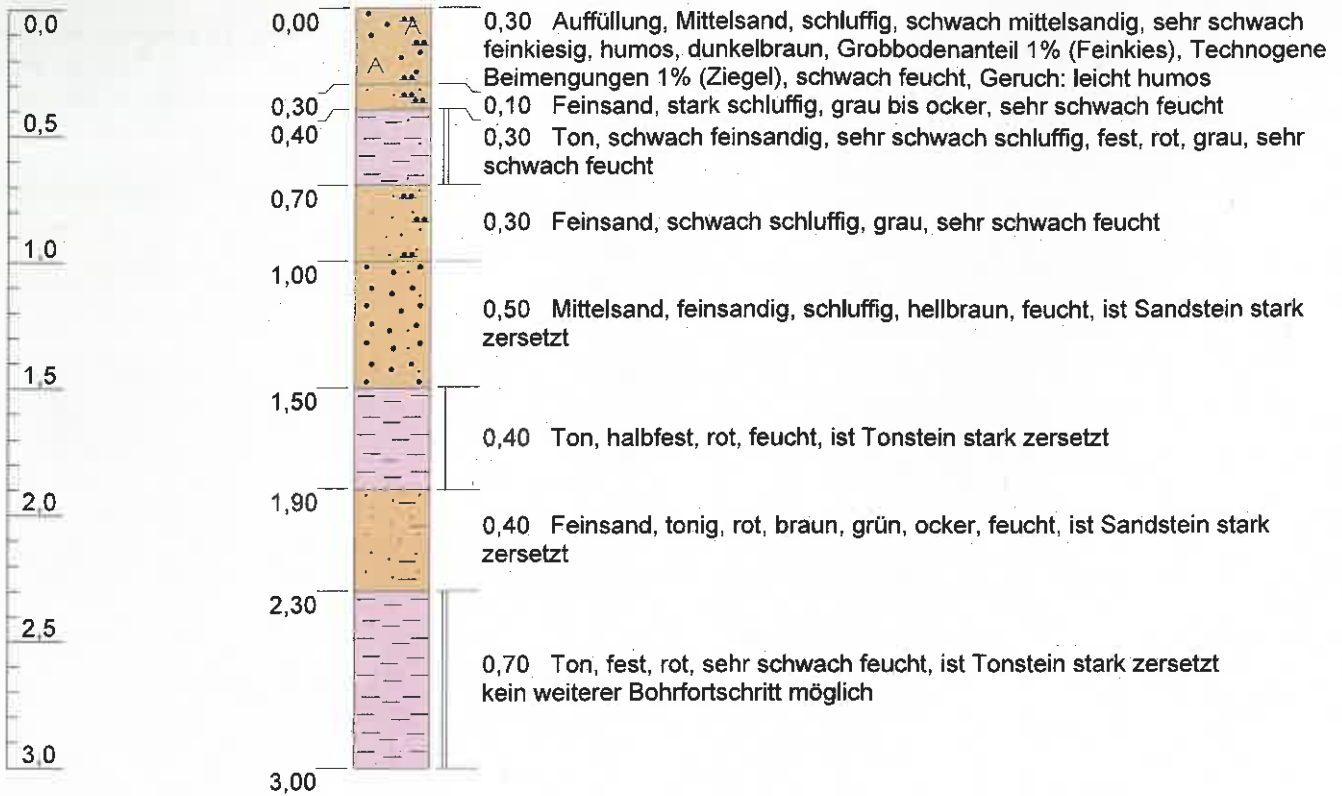 0,0
0,00
0,30 Auffüllung, Mittelsand, schluffig, schwach mittelsandig, sehr schwach
feinkiesig, humos, dunkelbraun, Grobbodenanteil 1% (Feinkies), Technogene
Beimengungen 1% (Ziegel), schwach feucht, Geruch: leicht humos
A
A
0,30
0,10 Feinsand, stark schluffig, grau bis ocker, sehr schwach feucht
0,5
0,40
0,30 Ton, schwach feinsandig, sehr schwach schluffig, fest, rot, grau, sehr
schwach feucht
0,70
0,30 Feinsand, schwach schluffig, grau, sehr schwach feucht
1,0
1,00
0,50 Mittelsand, feinsandig, schluffig, hellbraun, feucht, ist Sandstein stark
zersetzt
1,5
1,50
0,40 Ton, halbfest, rot, feucht, ist Tonstein stark zersetzt
2,0
1,90
0,40 Feinsand, tonig, rot, braun, grün, ocker, feucht, ist Sandstein stark
zersetzt
2,30
2,5
0,70 Ton, fest, rot, sehr schwach feucht, ist Tonstein stark zersetzt
kein weiterer Bohrfortschritt möglich
3,0
3,00